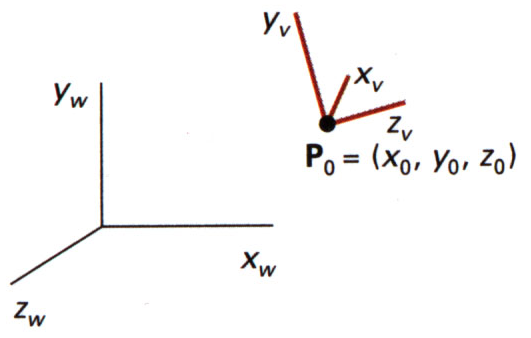 y_v
x_v
y_w
z_v
P_0 = (x_0, y_0, z_0)
x_w
z_w